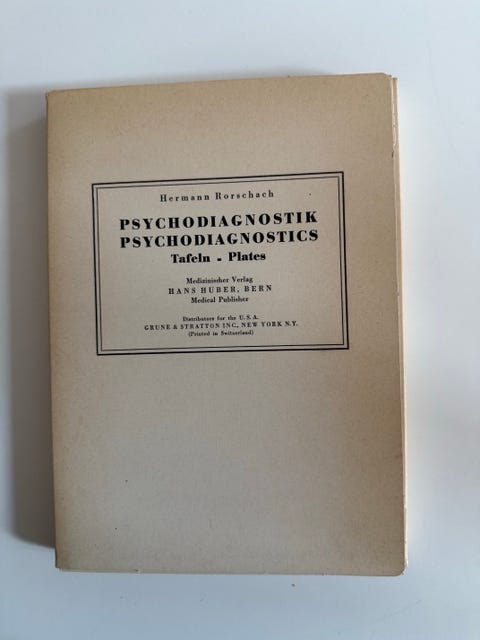 Hermann Rorschach
PSYCHODIAGNOSTIK
PSYCHODIAGNOSTICS
Tafeln - Plates
Medizinischer Verlag
HANS HUBER, BERN
Medical Publisher
Distributors for the U. S. A.
GRUNE & STRATTON INC., NEW YORK N.Y.
(Printed in Switzerland)